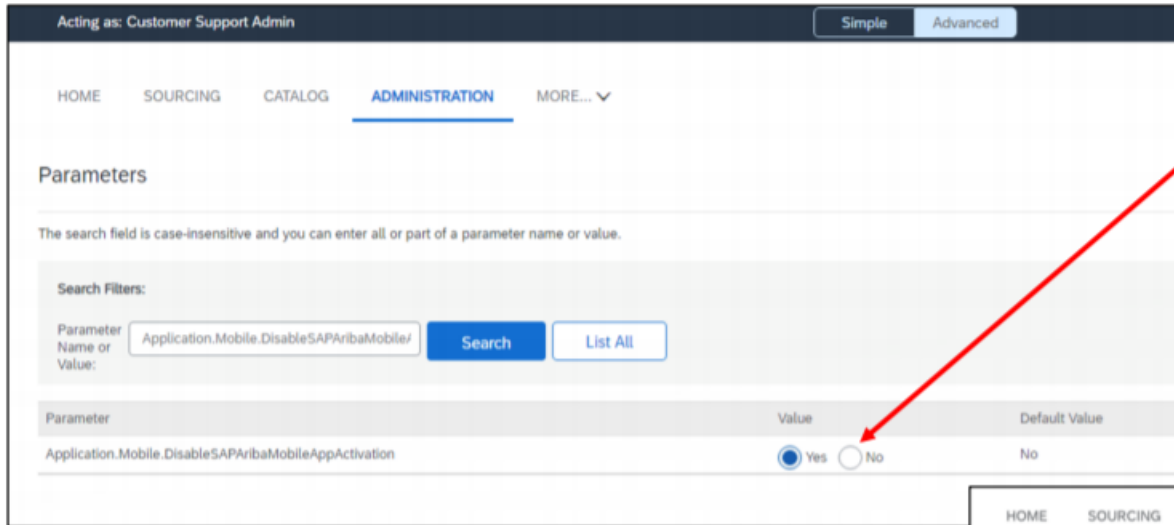 Acting as: Customer Support Admin
Simple Advanced
HOME SOURCING CATALOG ADMINISTRATION MORE...
Parameters
The search field is case-insensitive and you can enter all or part of a parameter name or value.
Search Filters:
Parameter
Name or
Value:
Application.Mobile.DisableSAPAribaMobile
Search List All
Parameter Value Default Value
Application.Mobile.DisableSAPAribaMobileAppActivation Yes No No
HOME SOURCING